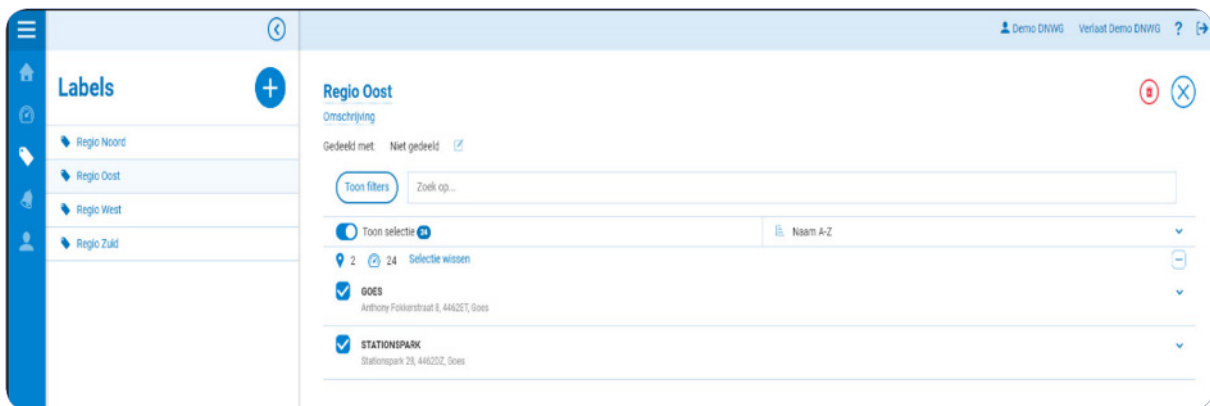 Demo DNWG Verlaat Demo DNWG ?
Labels
Regio Noord
Regio Oost
Regio West
Regio Zuid
Regio Oost
Omschrijving
Gedeeld met: Niet gedeeld
Toon filters Zoek op...
Toon selectie 24 Naam A-Z
2 24 Selectie wissen
GOES
Anthony Fokkerstraat 8, 4462ET, Goes
STATIONSPARK
Stationspark 28, 4462DZ, Goes